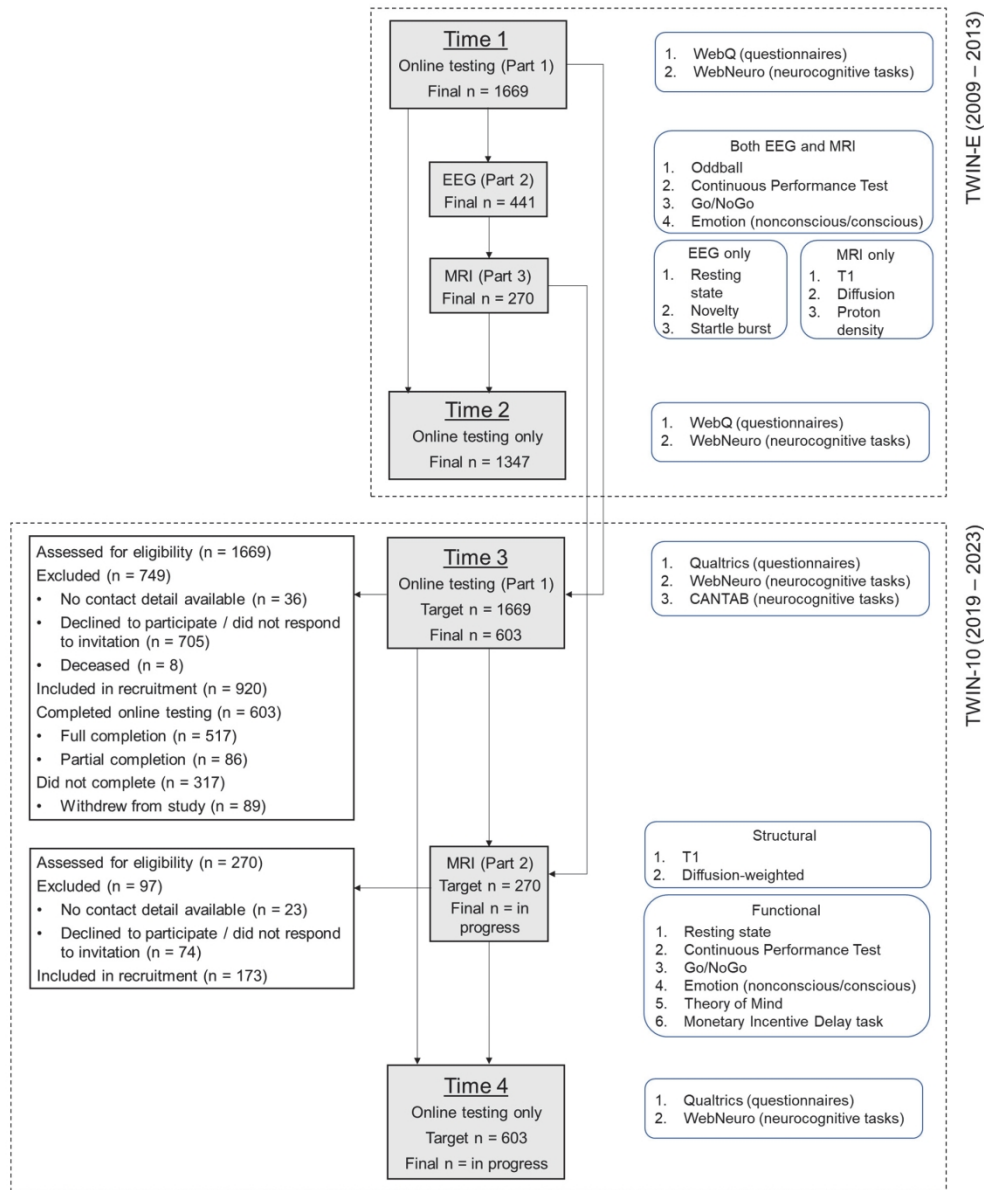 Time 1
Online testing (Part 1)
Final n = 1669
1. WebQ (questionnaires)
2. WebNeuro (neurocognitive tasks)
TWIN-E (2009 – 2013)
EEG (Part 2)
Final n = 441
Both EEG and MRI
1. Oddball
2. Continuous Performance Test
3. Go/NoGo
4. Emotion (nonconscious/conscious)
MRI (Part 3)
Final n = 270
EEG only
1. Resting
state
2. Novelty
3. Startle burst
MRI only
1. T1
2. Diffusion
3. Proton
density
Time 2
Online testing only
Final n = 1347
1. WebQ (questionnaires)
2. WebNeuro (neurocognitive tasks)
Assessed for eligibility (n = 1669)
Excluded (n = 749)
• No contact detail available (n = 36)
• Declined to participate / did not respond
to invitation (n = 705)
• Deceased (n = 8)
Included in recruitment (n = 920)
Completed online testing (n = 603)
• Full completion (n = 517)
• Partial completion (n = 86)
Did not complete (n = 317)
• Withdrew from study (n = 89)
Time 3
Online testing (Part 1)
Target n = 1669
Final n = 603
1. Qualtrics (questionnaires)
2. WebNeuro (neurocognitive tasks)
3. CANTAB (neurocognitive tasks)
TWIN-10 (2019 – 2023)
Assessed for eligibility (n = 270)
Excluded (n = 97)
• No contact detail available (n = 23)
• Declined to participate / did not respond
to invitation (n = 74)
Included in recruitment (n = 173)
MRI (Part 2)
Target n = 270
Final n = in
progress
Structural
1. T1
2. Diffusion-weighted
Functional
1. Resting state
2. Continuous Performance Test
3. Go/NoGo
4. Emotion (nonconscious/conscious)
5. Theory of Mind
6. Monetary Incentive Delay task
Time 4
Online testing only
Target n = 603
Final n = in progress
1. Qualtrics (questionnaires)
2. WebNeuro (neurocognitive tasks)